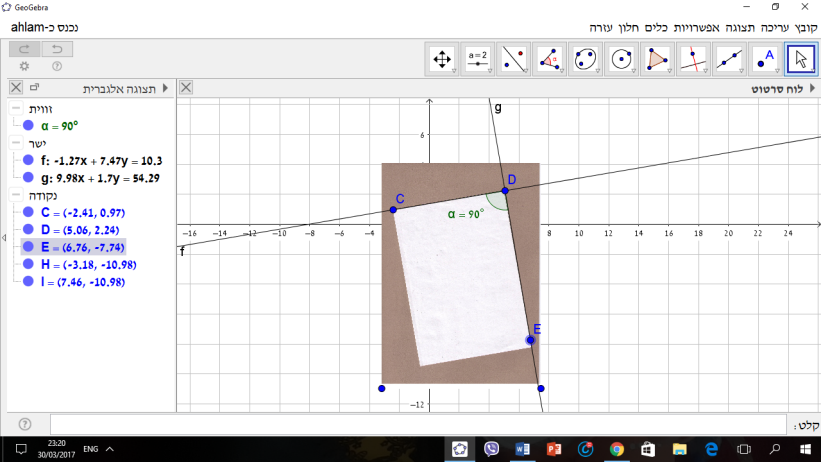 GeoGebra
קובץ עריכה תצוגה אפשרויות כלים חלון עזרה
נכנס כ-ahlam
a = 2
α
A
לוח סרטוט
תצוגה אלגברית
זווית
α = 90°
ישר
f: -1.27x + 7.47y = 10.3
g: 9.98x + 1.7y = 54.29
נקודה
C = (-2.41, 0.97)
D = (5.06, 2.24)
E = (6.76, -7.74)
H = (-3.18, -10.98)
I = (7.46, -10.98)
g
6
D
C
α = 90°
-16 -14 -12 -10 -8 -6 -4 8 10 12 14 16 18 20 22 24
f
E
-12
קלט:
23:20
30/03/2017
ENG